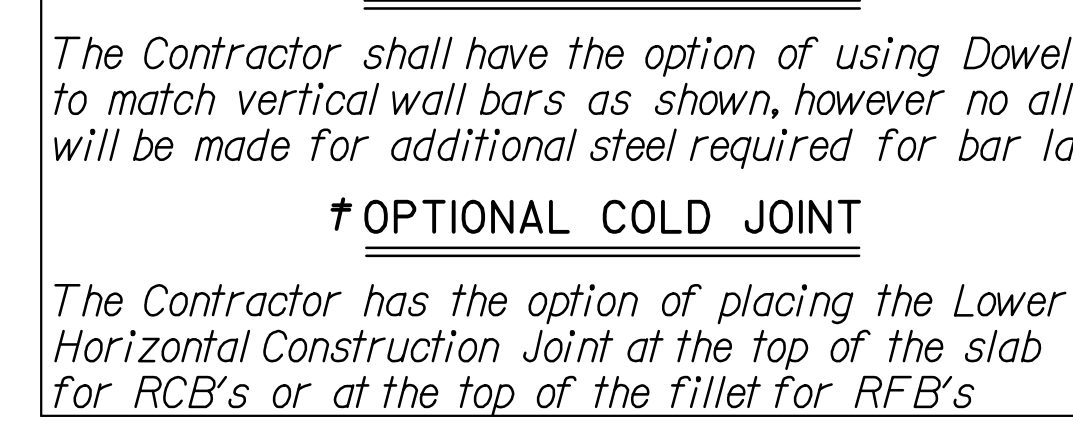 The Contractor shall have the option of using Dowel
to match vertical wall bars as shown, however no all
will be made for additional steel required for bar la
‡ OPTIONAL COLD JOINT
The Contractor has the option of placing the Lower
Horizontal Construction Joint at the top of the slab
for RCB's or at the top of the fillet for RFB's